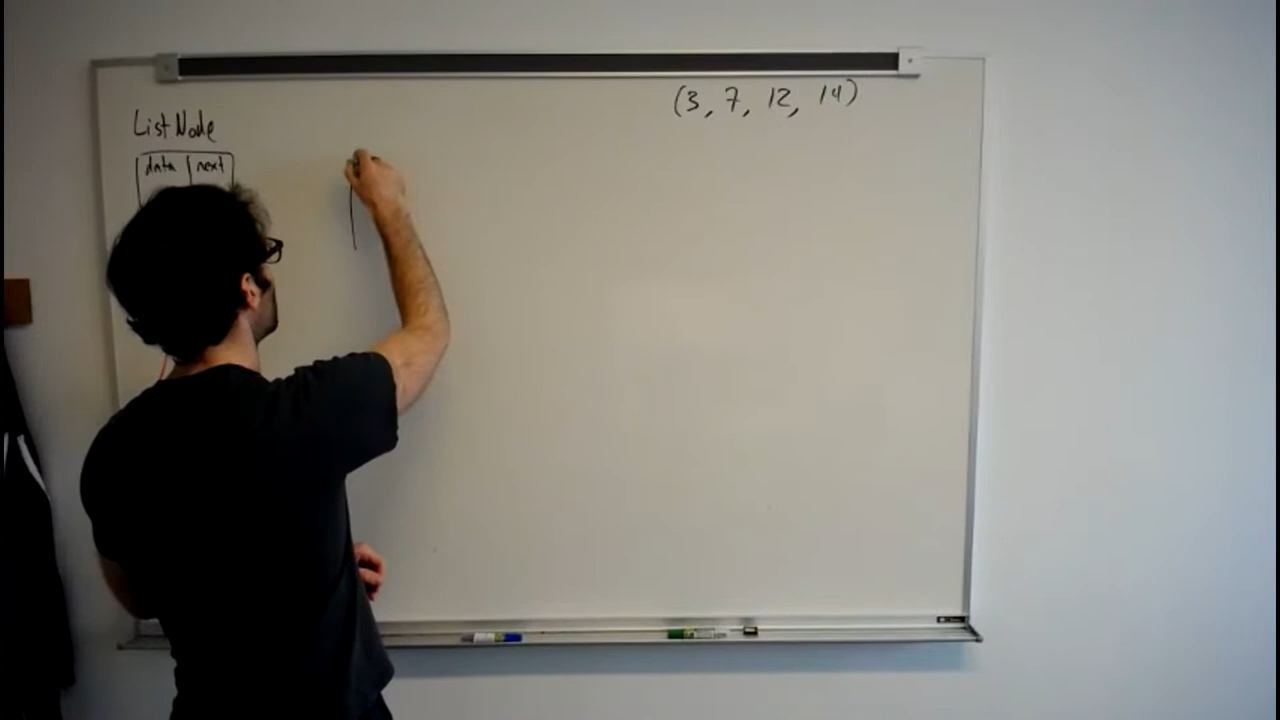 (3, 7, 12, 14)
List Node
data next